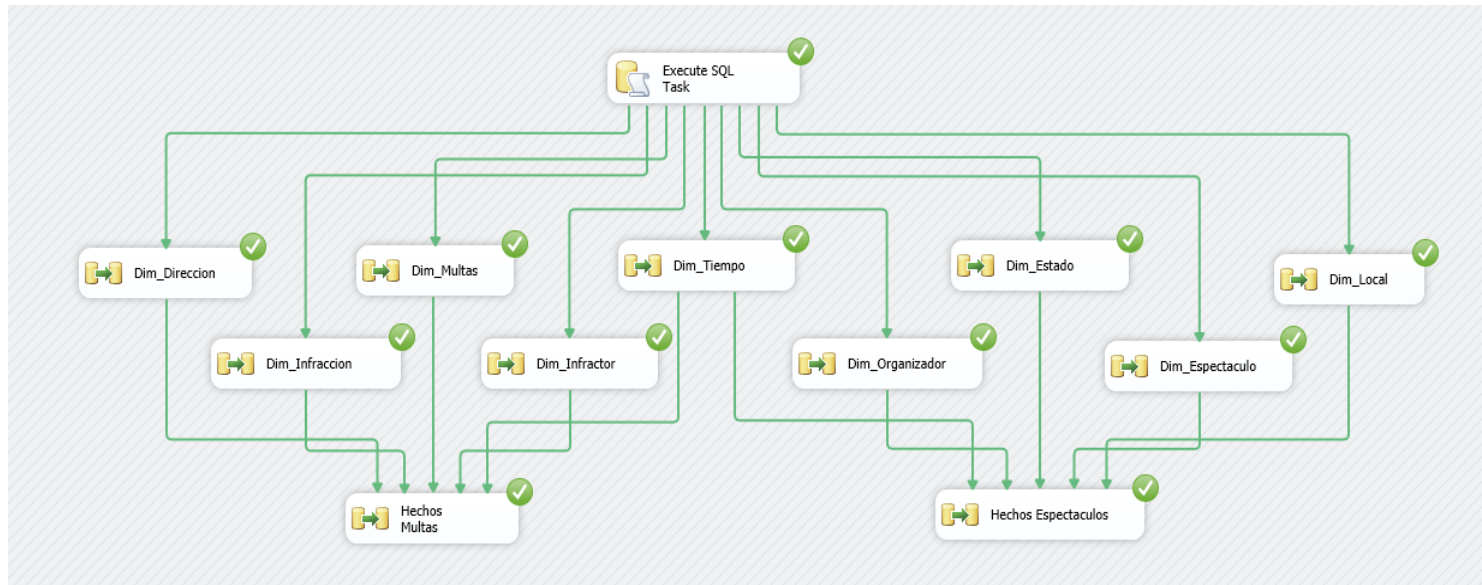 Execute SQL
Task
Dim_Direccion
Dim_Multas
Dim_Tiempo
Dim_Estado
Dim_Local
Dim_Infraccion
Dim_Infractor
Dim_Organizador
Dim_Espectaculo
Hechos
Multas
Hechos Espectaculos